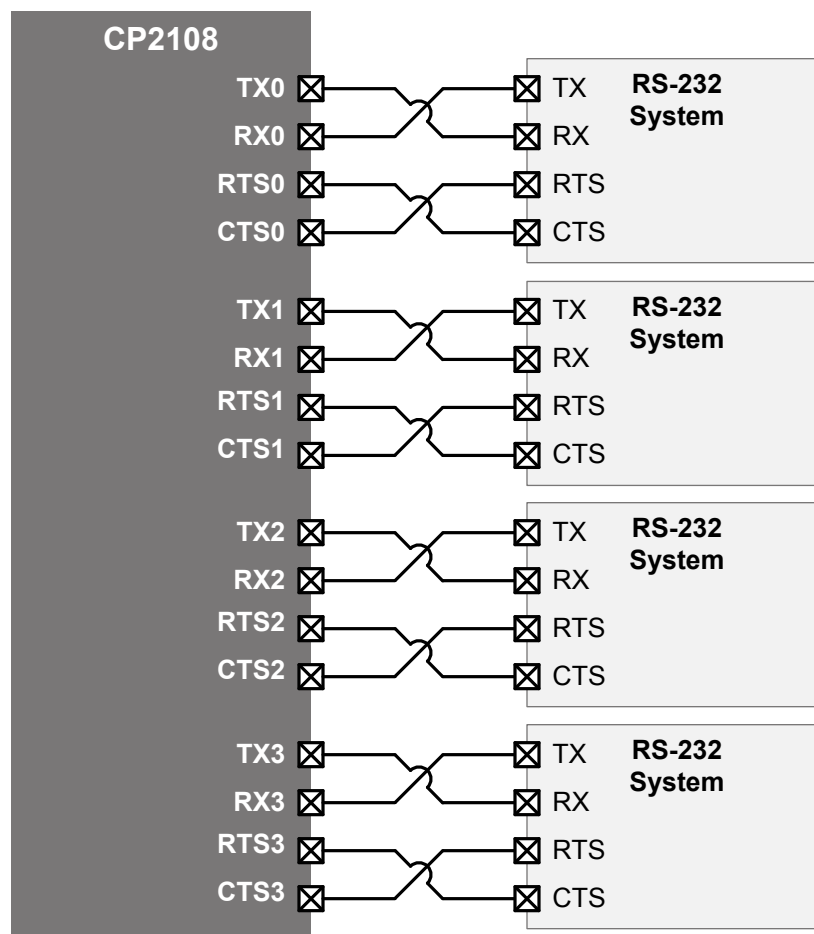 CP2108
TX0 TX RS-232
RX0 RX System
RTS0 RTS
CTS0 CTS
TX1 TX RS-232
RX1 RX System
RTS1 RTS
CTS1 CTS
TX2 TX RS-232
RX2 RX System
RTS2 RTS
CTS2 CTS
TX3 TX RS-232
RX3 RX System
RTS3 RTS
CTS3 CTS